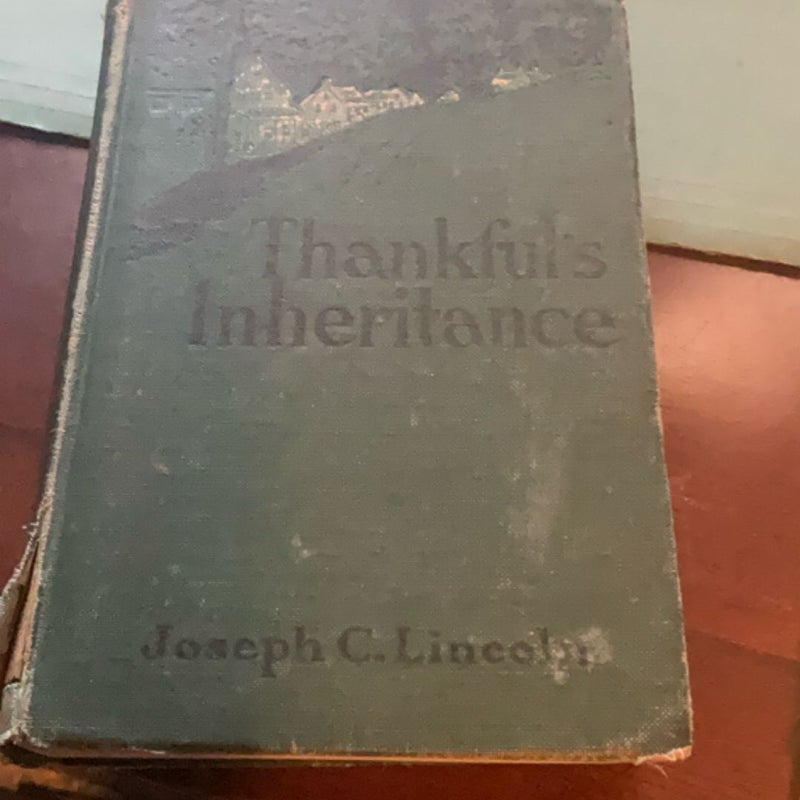 Thankful's
Inheritance
Joseph C. Lincoln